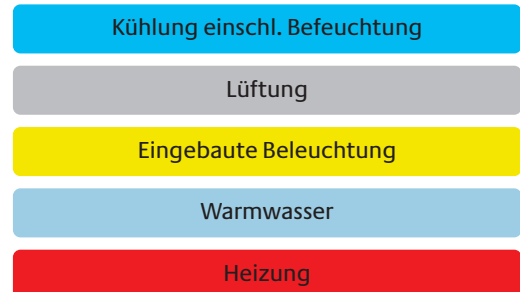 Kühlung einschl. Befeuchtung
Lüftung
Eingebaute Beleuchtung
Warmwasser
Heizung